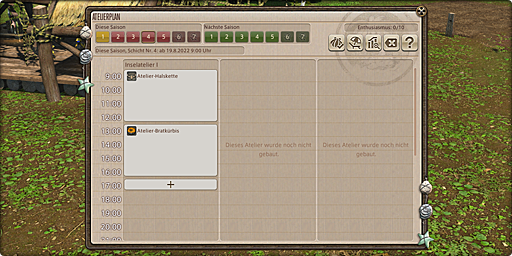 ATELIERPLAN
Diese Saison
Nächste Saison
Enthusiasmus: 0/10
1 2 3 4 5 6 7
1 2 3 4 5 6 7
Diese Saison, Schicht Nr. 4: ab 19.8.2022 9.00 Uhr
Inselatelier 1
9:00
Atelier-Halskette
10:00
11:00
12:00
13:00
Atelier-Bratkürbis
14:00
Dieses Atelier wurde noch nicht gebaut.
Dieses Atelier wurde noch nicht gebaut.
15:00
16:00
17:00
18:00
19:00
20:00